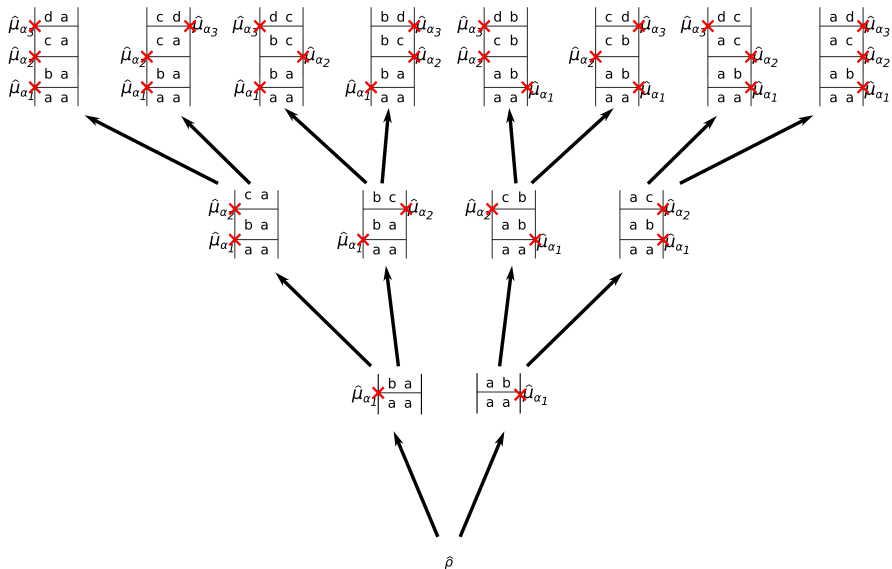 d a c d d c b d d b c d d c a d
μ̂α3 μ̂α3 μ̂α3 μ̂α3 μ̂α3 μ̂α3 μ̂α3 μ̂α3
c a c a b c b c c b c b a c a c
μ̂α2 μ̂α2 μ̂α2 μ̂α2 μ̂α2 μ̂α2 μ̂α2 μ̂α2
b a b a b a b a a b a b a b a b
μ̂α1 μ̂α1 μ̂α1 μ̂α1 μ̂α1 μ̂α1 μ̂α1 μ̂α1
a a a a a a a a a a a a a a a a
c a b c c b a c
μ̂α2 μ̂α2 μ̂α2 μ̂α2
b a b a a b a b
μ̂α1 μ̂α1 μ̂α1 μ̂α1
a a a a a a a a
b a a b
μ̂α1 μ̂α1
a a a a
ρ̂